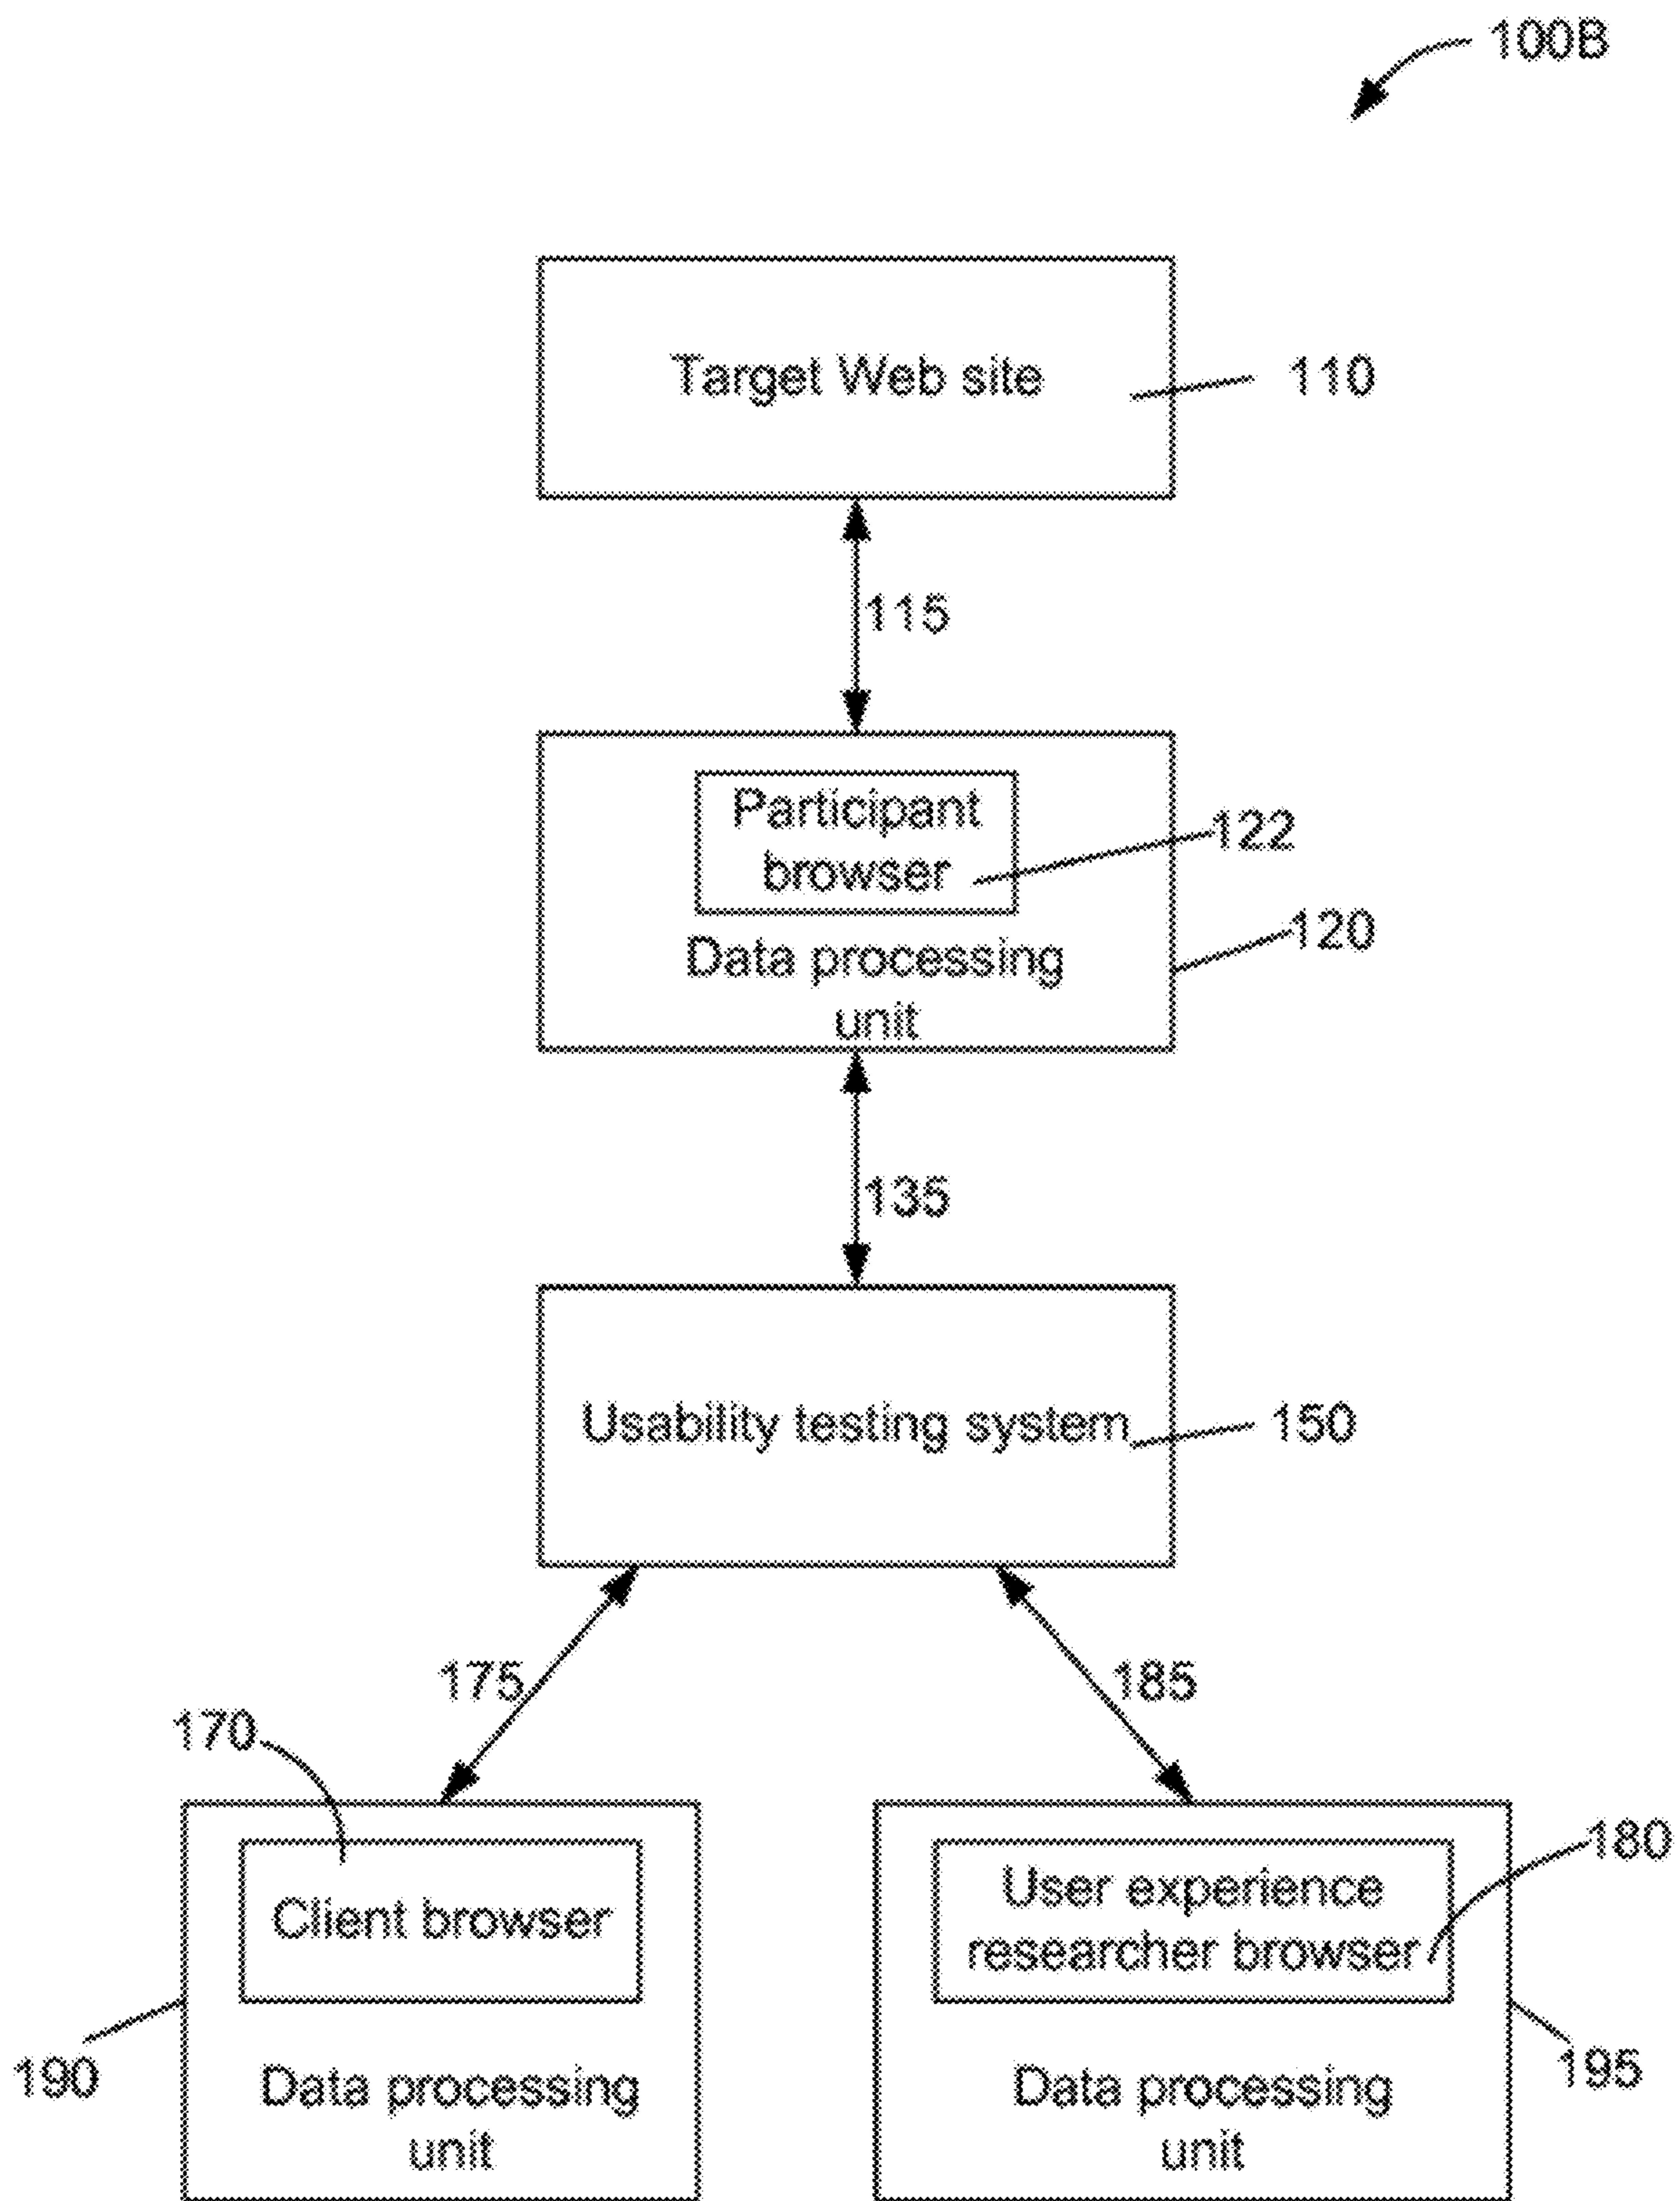 100B
Target Web site
110
115
Participant
browser
122
120
Data processing
unit
135
Usability testing system
150
175
185
170
180
Client browser
User experience
researcher browser
190
195
Data processing
unit
Data processing
unit